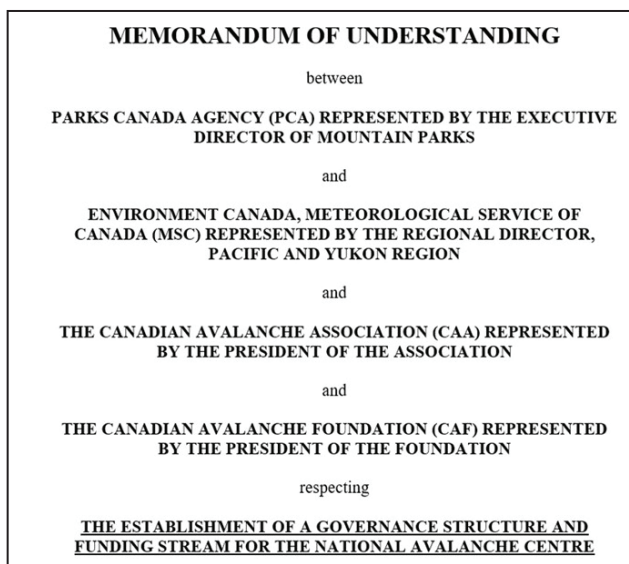 MEMORANDUM OF UNDERSTANDING
between
PARKS CANADA AGENCY (PCA) REPRESENTED BY THE EXECUTIVE
DIRECTOR OF MOUNTAIN PARKS
and
ENVIRONMENT CANADA, METEOROLOGICAL SERVICE OF
CANADA (MSC) REPRESENTED BY THE REGIONAL DIRECTOR,
PACIFIC AND YUKON REGION
and
THE CANADIAN AVALANCHE ASSOCIATION (CAA) REPRESENTED
BY THE PRESIDENT OF THE ASSOCIATION
and
THE CANADIAN AVALANCHE FOUNDATION (CAF) REPRESENTED
BY THE PRESIDENT OF THE FOUNDATION
respecting
THE ESTABLISHMENT OF A GOVERNANCE STRUCTURE AND
FUNDING STREAM FOR THE NATIONAL AVALANCHE CENTRE